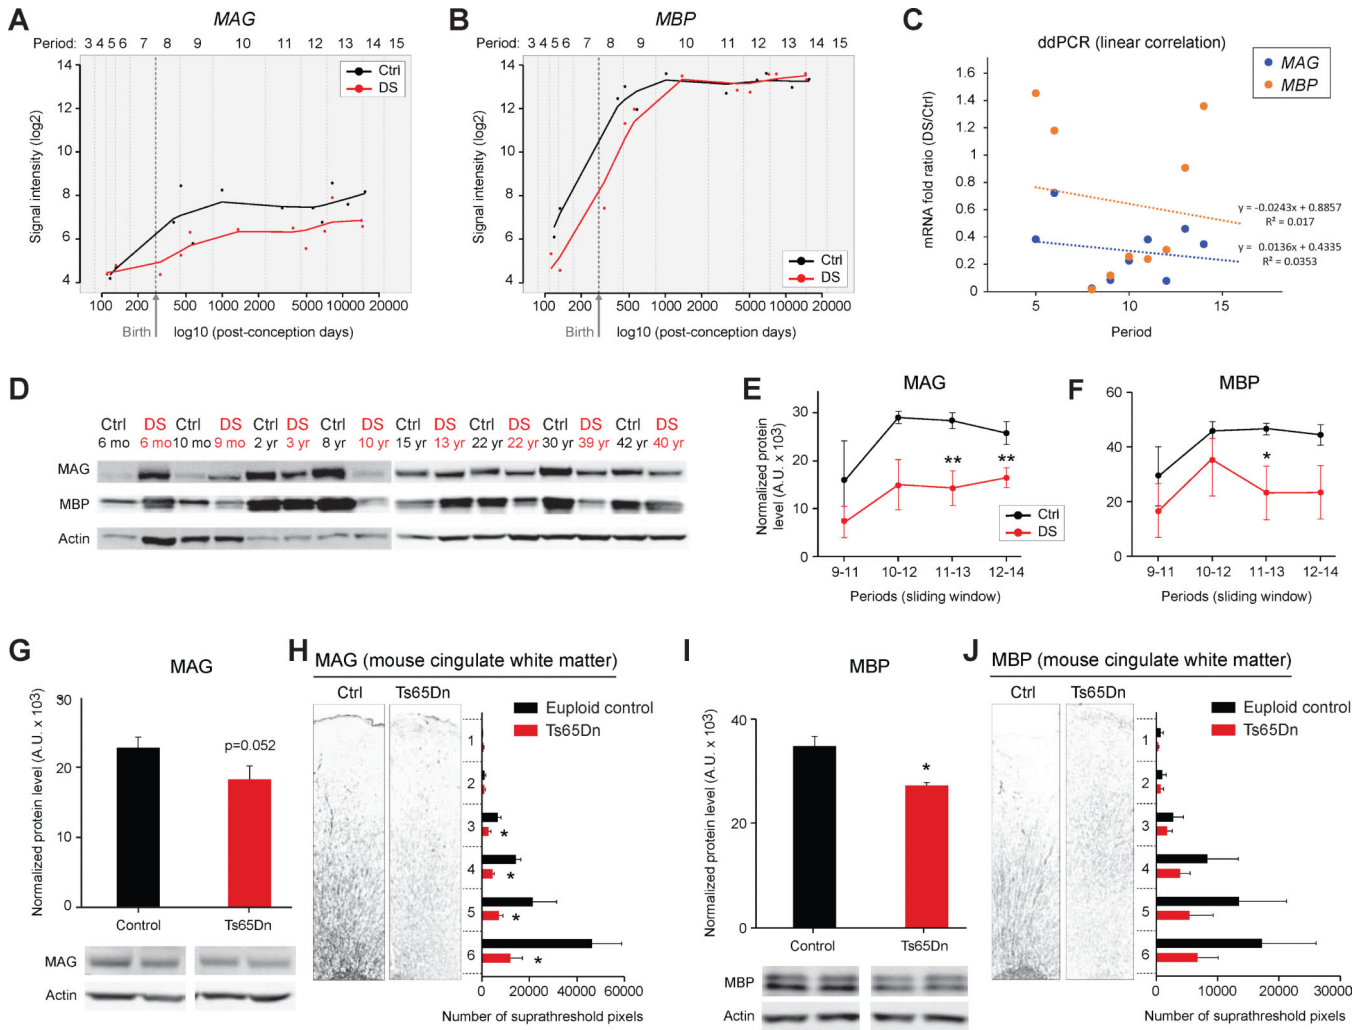 A
MAG
Period: 3 4 5 6 7 8 9 10 11 12 13 14 15
Signal intensity (log2)
14
12
10
8
6
4
Ctrl
DS
100 200 500 1000 2000 5000 10000 20000
Birth
log10 (post-conception days)
B
MBP
Period: 3 4 5 6 7 8 9 10 11 12 13 14 15
Signal intensity (log2)
14
12
10
8
6
4
Ctrl
DS
100 200 500 1000 2000 5000 10000 20000
Birth
log10 (post-conception days)
C
ddPCR (linear correlation)
MAG
MBP
mRNA fold ratio (DS/Ctrl)
1.6
1.4
1.2
1
0.8
0.6
0.4
0.2
0
y = -0.0243x + 0.8857
R² = 0.017
y = 0.0136x + 0.4335
R² = 0.0353
5 10 15
Period
D
Ctrl DS Ctrl DS Ctrl DS Ctrl DS Ctrl DS Ctrl DS Ctrl DS Ctrl DS
6 mo 6 mo 10 mo 9 mo 2 yr 3 yr 8 yr 10 yr 15 yr 13 yr 22 yr 22 yr 30 yr 39 yr 42 yr 40 yr
MAG
MBP
Actin
E
MAG
Normalized protein
level (A.U. x 103)
30
20
10
0
**
**
Ctrl
DS
9-11 10-12 11-13 12-14
Periods (sliding window)
F
MBP
60
40
20
0
*
9-11 10-12 11-13 12-14
Periods (sliding window)
G
MAG
Normalized protein level (A.U. x 103)
30
20
10
0
p=0.052
Control
Ts65Dn
MAG
Actin
H
MAG (mouse cingulate white matter)
Ctrl
Ts65Dn
Euploid control
Ts65Dn
1
2
3
*
4
*
5
*
6
*
0 20000 40000 60000
Number of suprathreshold pixels
I
MBP
Normalized protein level (A.U. x 103)
40
20
0
*
Control
Ts65Dn
MBP
Actin
J
MBP (mouse cingulate white matter)
Ctrl
Ts65Dn
Euploid control
Ts65Dn
1
2
3
4
5
6
0 10000 20000 30000
Number of suprathreshold pixels